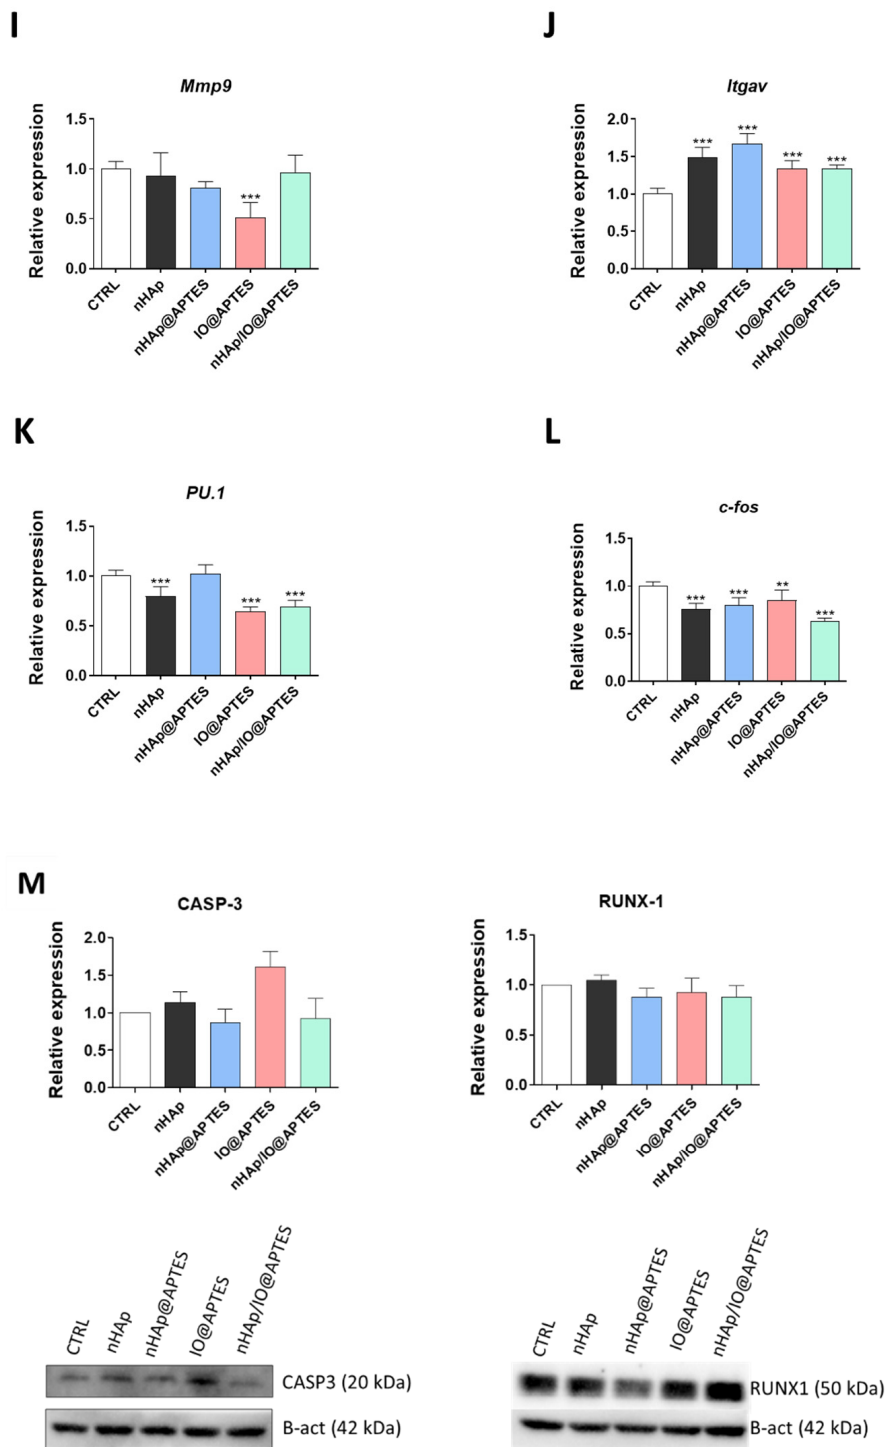 I
Mmp9
Relative expression
1.5
1.0
0.5
0.0
***
CTRL
nHAp
nHAp@APTES
IO@APTES
nHAp/IO@APTES
J
Itgav
Relative expression
2.0
1.5
1.0
0.5
0.0
***
***
***
***
CTRL
nHAp
nHAp@APTES
IO@APTES
nHAp/IO@APTES
K
PU.1
Relative expression
1.5
1.0
0.5
0.0
***
***
***
CTRL
nHAp
nHAp@APTES
IO@APTES
nHAp/IO@APTES
L
c-fos
Relative expression
1.5
1.0
0.5
0.0
***
***
**
***
CTRL
nHAp
nHAp@APTES
IO@APTES
nHAp/IO@APTES
M
CASP-3
Relative expression
2.0
1.5
1.0
0.5
0.0
CTRL
nHAp
nHAp@APTES
IO@APTES
nHAp/IO@APTES
RUNX-1
Relative expression
1.5
1.0
0.5
0.0
CTRL
nHAp
nHAp@APTES
IO@APTES
nHAp/IO@APTES
CTRL
nHAp
nHAp@APTES
IO@APTES
nHAp/IO@APTES
CASP3 (20 kDa)
B-act (42 kDa)
CTRL
nHAp
nHAp@APTES
IO@APTES
nHAp/IO@APTES
RUNX1 (50 kDa)
B-act (42 kDa)